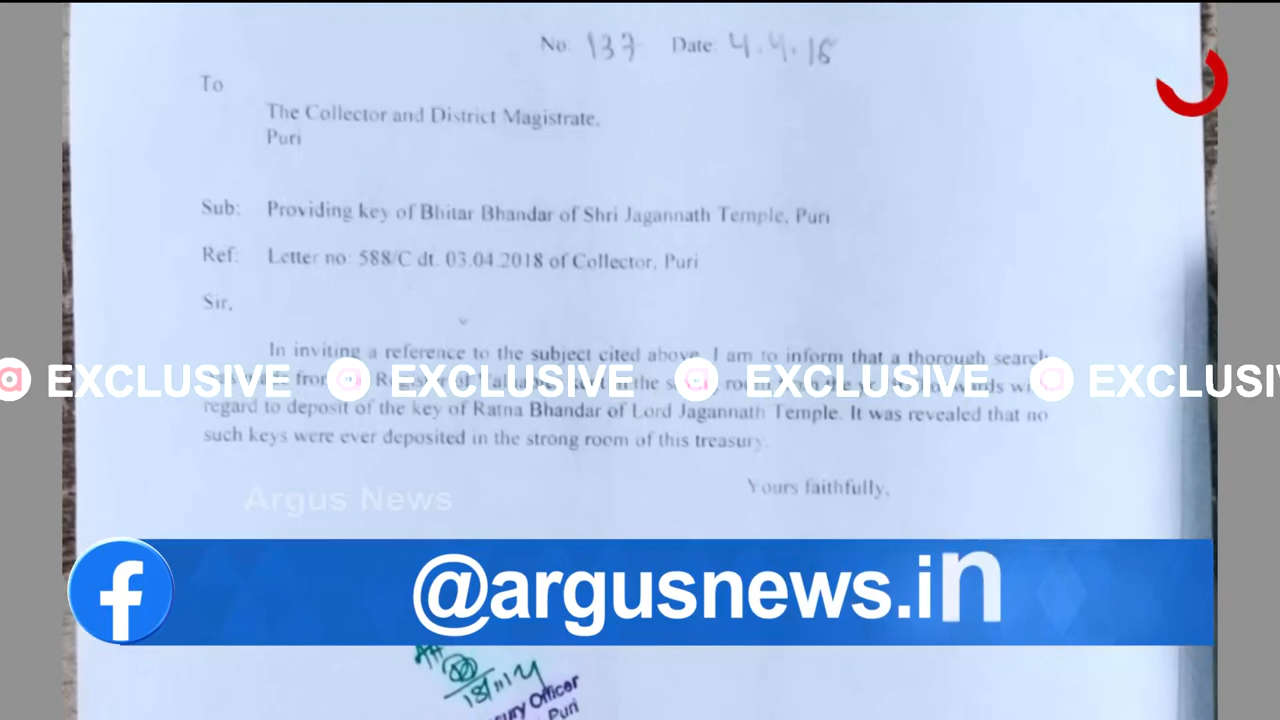 No. 137 Date: 4.4.18
To
The Collector and District Magistrate,
Puri
Sub: Providing key of Bhitar Bhandar of Shri Jagannath Temple, Puri
Ref: Letter no: 588/C dt. 03.04.2018 of Collector, Puri
Sir,
In inviting a reference to the subject cited above, I am to inform that a thorough search
EXCLUSIVE EXCLUSIVE EXCLUSIVE EXCLUSI
regard to deposit of the key of Ratna Bhandar of Lord Jagannath Temple. It was revealed that no
such keys were ever deposited in the strong room of this treasury.
Yours faithfully,
Argus News
@argusnews.in
Officer
Puri